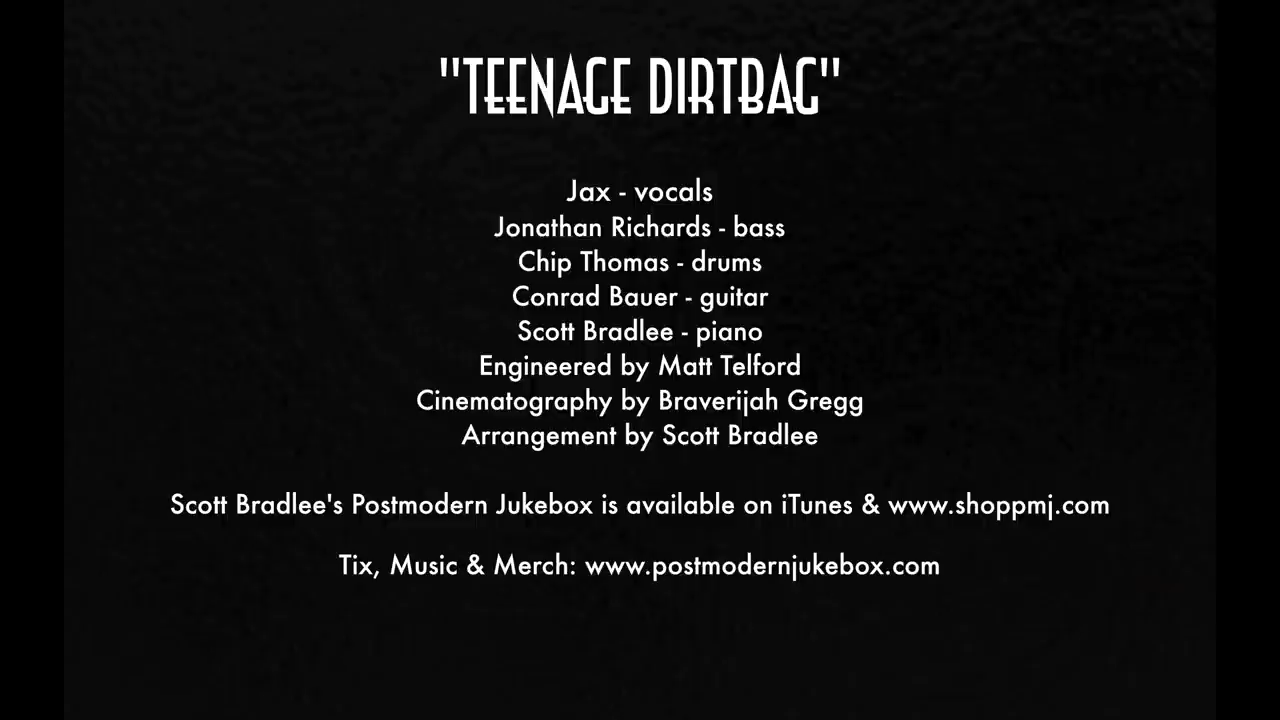 "TEENAGE DIRTBAG"
Jax - vocals
Jonathan Richards - bass
Chip Thomas - drums
Conrad Bauer - guitar
Scott Bradlee - piano
Engineered by Matt Telford
Cinematography by Braverijah Gregg
Arrangement by Scott Bradlee
Scott Bradlee's Postmodern Jukebox is available on iTunes & www.shoppmj.com
Tix, Music & Merch: www.postmodernjukebox.com